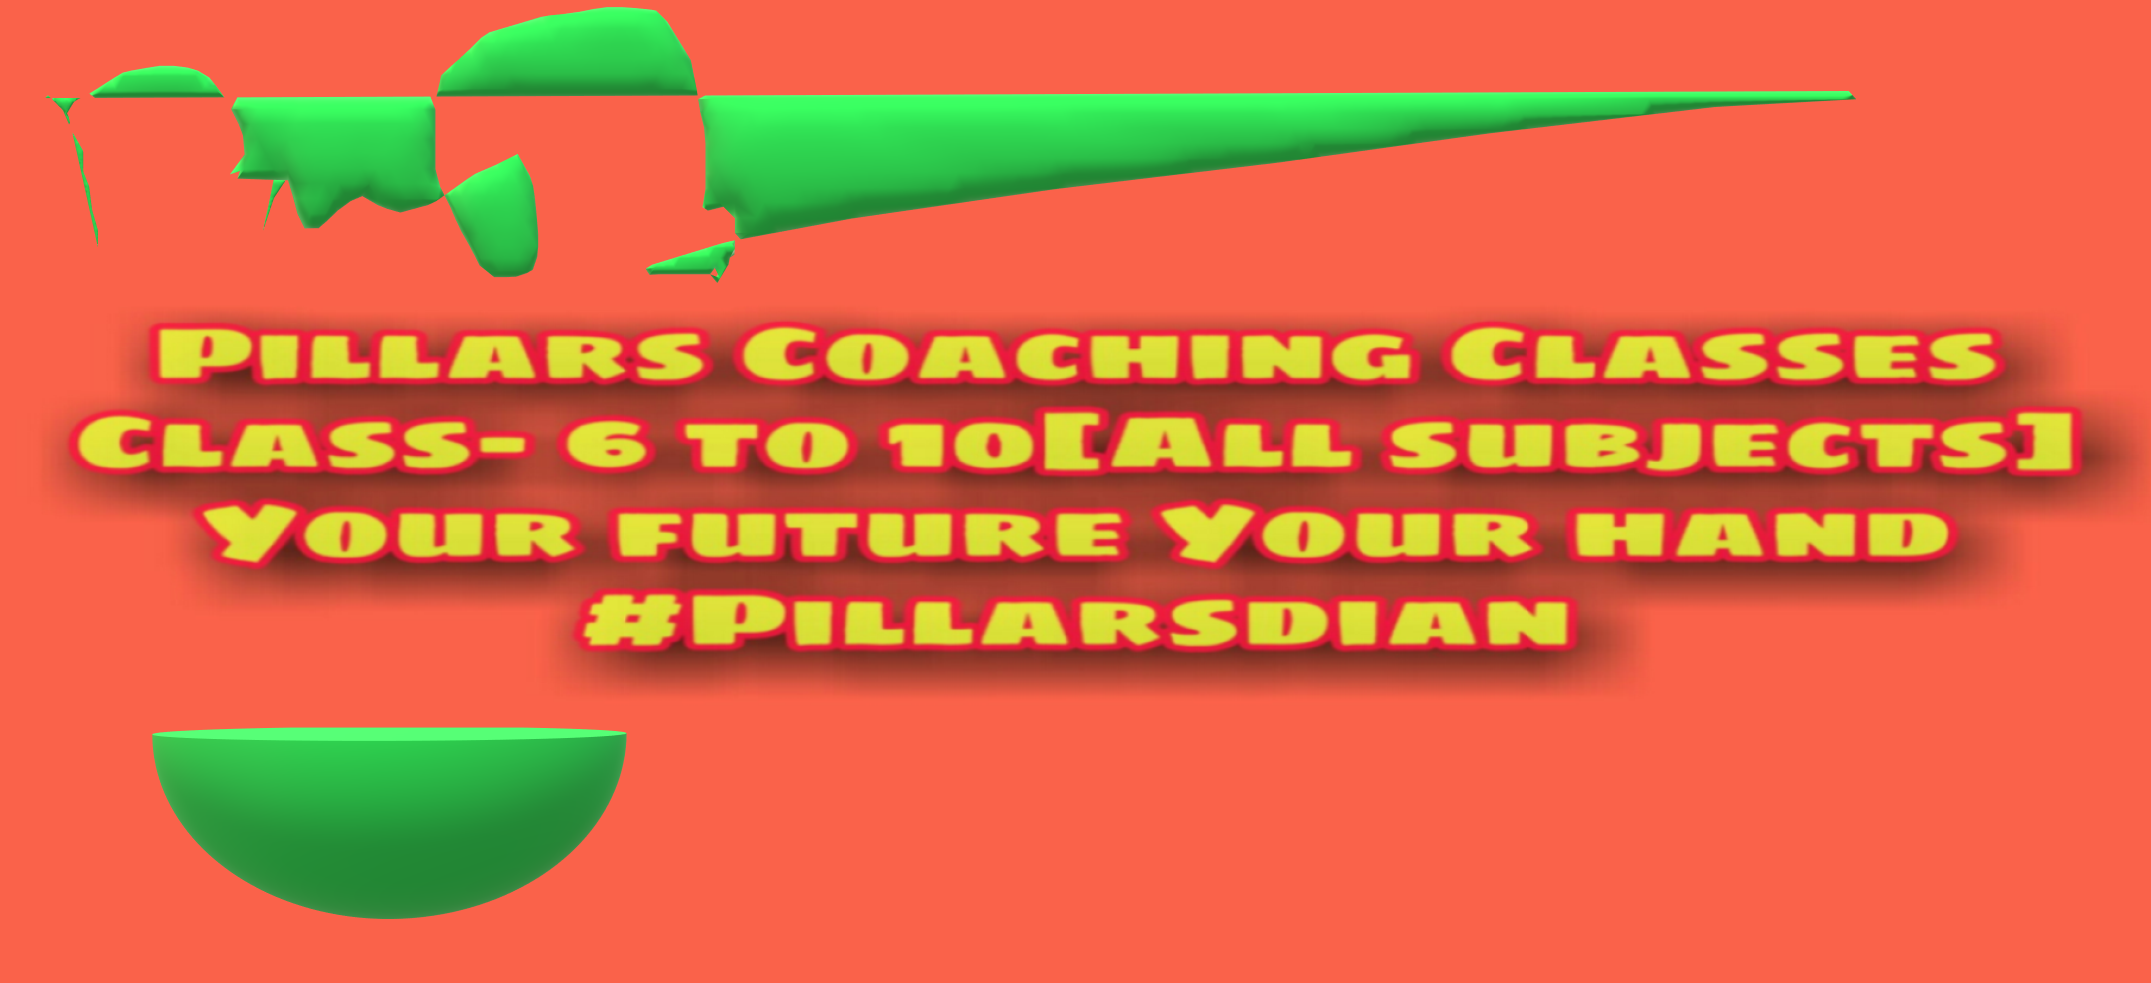 Pillars Coaching Classes
Class- 6 to 10[All subjects]
Your future Your hand
#Pillarsdian